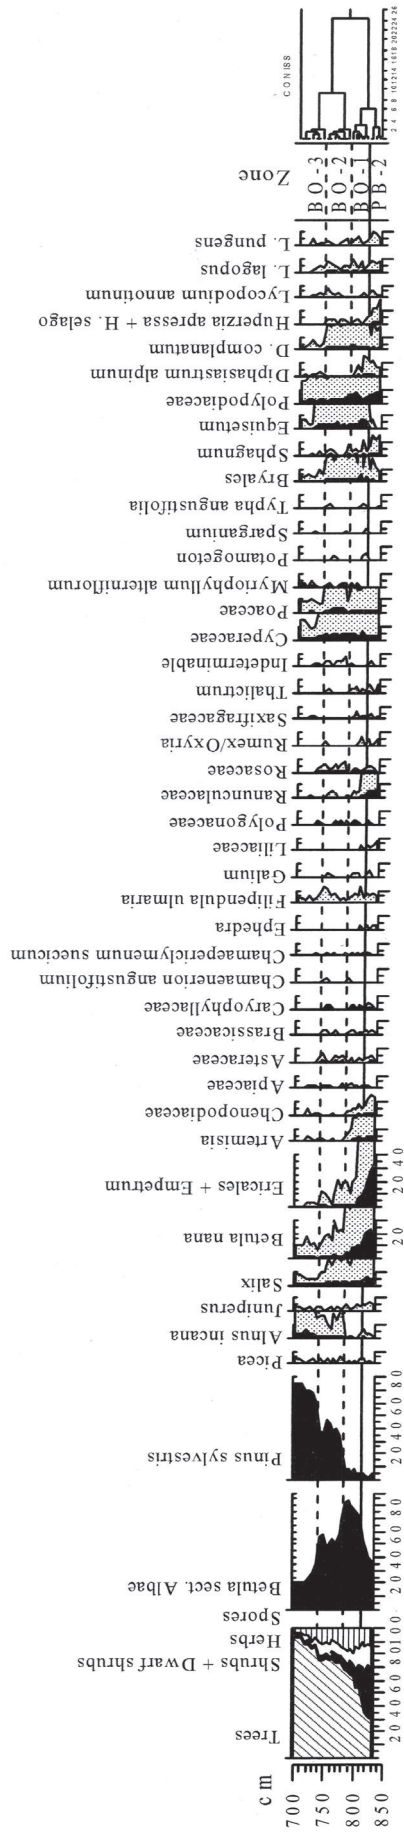 cm
700
750
800
850
Trees
20 40 60 80 100
Shrubs + Dwarf shrubs
Herbs
Spores
Betula sect. Albae
20 40 60 80
Pinus sylvestris
20 40 60 80
Picea
Alnus incana
Juniperus
Salix
Betula nana
20
Ericales + Empetrum
20 40
Artemisia
Chenopodiaceae
Apiaceae
Asteraceae
Brassicaceae
Caryophyllaceae
Chamaenerion angustifolium
Chamaepericlymenum succicum
Ephedra
Filipendula ulmaria
Galium
Liliaceae
Polygonaceae
Ranunculaceae
Rosaceae
Rumex/Oxyria
Saxifragaceae
Thalictrum
Indeterminable
Cyperaceae
Poaceae
Myriophyllum alterniflorum
Potamogeton
Sparganium
Typha angustifolia
Bryales
Sphagnum
Equisetum
Polypodiaceae
Diphasiastrum alpinum
D. complanatum
Huperzia apressa + H. selago
Lycopodium annotinum
L. lagopus
L. pungens
Zone
BO-3
BO-2
BO-1
PB-2
CONISS
2 4 6 8 10 12 14 16 18 20 22 24 26